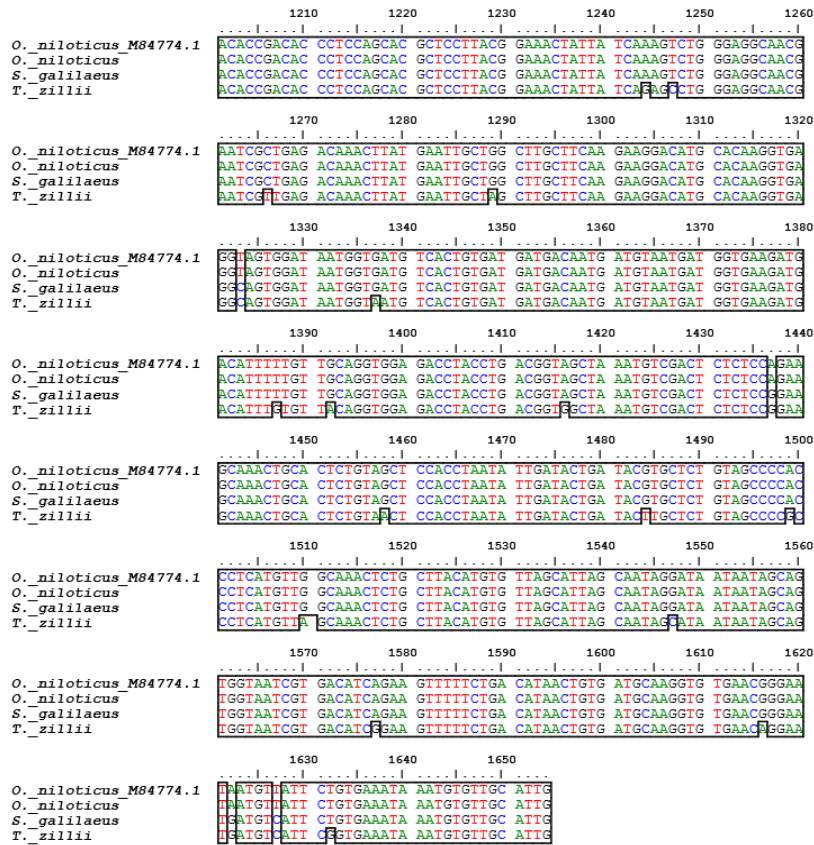 1210 1220 1230 1240 1250 1260
O._niloticus_M84774.1 ACACCGACAC CCTCCAGCAC GCTCCTTACG GAAACTATTA TCAAAGTCTG GGAGGCAACG
O._niloticus ACACCGACAC CCTCCAGCAC GCTCCTTACG GAAACTATTA TCAAAGTCTG GGAGGCAACG
S._galilaeus ACACCGACAC CCTCCAGCAC GCTCCTTACG GAAACTATTA TCAAAGTCTG GGAGGCAACG
T._zillii ACACCGACAC CCTCCAGCAC GCTCCTTACG GAAACTATTA TCAGAGCCTG GGAGGCAACG
1270 1280 1290 1300 1310 1320
O._niloticus_M84774.1 AATCGCTGAG ACAAACTTAT GAATTGCTGG CTTGCTTCAA GAAGGACATG CACAAGGTGA
O._niloticus AATCGCTGAG ACAAACTTAT GAATTGCTGG CTTGCTTCAA GAAGGACATG CACAAGGTGA
S._galilaeus AATCGCTGAG ACAAACTTAT GAATTGCTGG CTTGCTTCAA GAAGGACATG CACAAGGTGA
T._zillii AATCGTTGAG ACAAACTTAT GAATTGCTAG CTTGCTTCAA GAAGGACATG CACAAGGTGA
1330 1340 1350 1360 1370 1380
O._niloticus_M84774.1 GGTAGTGGAT AATGGTGATG TCACTGTGAT GATGACAATG ATGTAATGAT GGTGAAGATG
O._niloticus GGTAGTGGAT AATGGTGATG TCACTGTGAT GATGACAATG ATGTAATGAT GGTGAAGATG
S._galilaeus GGCAGTGGAT AATGGTGATG TCACTGTGAT GATGACAATG ATGTAATGAT GGTGAAGATG
T._zillii GGCAGTGGAT AATGGTAATG TCACTGTGAT GATGACAATG ATGTAATGAT GGTGAAGATG
1390 1400 1410 1420 1430 1440
O._niloticus_M84774.1 ACATTTTTGT TGCAGGTGGA GACCTACCTG ACGGTAGCTA AATGTCGACT CTCTCCAGAA
O._niloticus ACATTTTTGT TGCAGGTGGA GACCTACCTG ACGGTAGCTA AATGTCGACT CTCTCCAGAA
S._galilaeus ACATTTTTGT TGCAGGTGGA GACCTACCTG ACGGTAGCTA AATGTCGACT CTCTCCGGAA
T._zillii ACATTTGTGT TACAGGTGGA GACCTACCTG ACGGTGGCTA AATGTCGACT CTCTCCGGAA
1450 1460 1470 1480 1490 1500
O._niloticus_M84774.1 GCAAACTGCA CTCTGTAGCT CCACCTAATA TTGATACTGA TACGTGCTCT GTAGCCCCAC
O._niloticus GCAAACTGCA CTCTGTAGCT CCACCTAATA TTGATACTGA TACGTGCTCT GTAGCCCCAC
S._galilaeus GCAAACTGCA CTCTGTAGCT CCACCTAATA TTGATACTGA TACGTGCTCT GTAGCCCCAC
T._zillii GCAAACTGCA CTCTGTAACT CCACCTAATA TTGATACTGA TACTTGCTCT GTAGCCCCGC
1510 1520 1530 1540 1550 1560
O._niloticus_M84774.1 CCTCATGTTG GCAAACTCTG CTTACATGTG TTAGCATTAG CAATAGGATA ATAATAGCAG
O._niloticus CCTCATGTTG GCAAACTCTG CTTACATGTG TTAGCATTAG CAATAGGATA ATAATAGCAG
S._galilaeus CCTCATGTTG GCAAACTCTG CTTACATGTG TTAGCATTAG CAATAGGATA ATAATAGCAG
T._zillii CCTCATGTTA GCAAACTCTG CTTACATGTG TTAGCATTAG CAATAGCATA ATAATAGCAG
1570 1580 1590 1600 1610 1620
O._niloticus_M84774.1 TGGTAATCGT GACATCAGAA GTTTTTCTGA CATAACTGTG ATGCAAGGTG TGAACGGGAA
O._niloticus TGGTAATCGT GACATCAGAA GTTTTTCTGA CATAACTGTG ATGCAAGGTG TGAACGGGAA
S._galilaeus TGGTAATCGT GACATCAGAA GTTTTTCTGA CATAACTGTG ATGCAAGGTG TGAACGGGAA
T._zillii TGGTAATCGT GACATCGGAA GTTTTTCTGA CATAACTGTG ATGCAAGGTG TGAACAGGAA
1630 1640 1650
O._niloticus_M84774.1 TAATGTTATT CTGTGAAATA AATGTGTTGC ATTG
O._niloticus TAATGTTATT CTGTGAAATA AATGTGTTGC ATTG
S._galilaeus TGATGTCATT CTGTGAAATA AATGTGTTGC ATTG
T._zillii TGATGTCATT CGGTGAAATA AATGTGTTGC ATTG